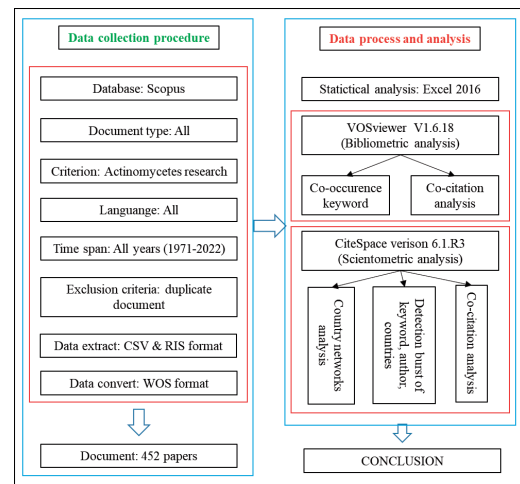 Data collection procedure
Database: Scopus
Document type: All
Criterion: Actinomycetes research
Languange: All
Time span: All years (1971-2022)
Exclusion criteria: duplicate
document
Data extract: CSV & RIS format
Data convert: WOS format
Document: 452 papers
Data process and analysis
Statictical analysis: Excel 2016
VOSviewer V1.6.18
(Bibliometric analysis)
Co-occurence
keyword
Co-citation
analysis
CiteSpace verison 6.1.R3
(Scientometric analysis)
Country networks
analysis
Detection burst of
keyword, author,
countries
Co-citation analysis
CONCLUSION